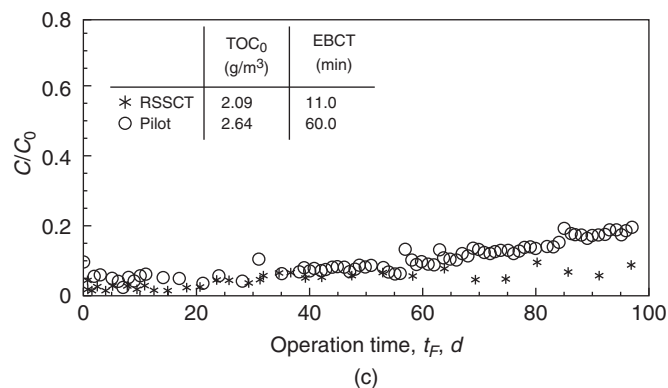 0.8
0.6
0.4
0.2
0
C/C₀
TOC₀ EBCT
(g/m³) (min)
* RSSCT 2.09 11.0
○ Pilot 2.64 60.0
0 20 40 60 80 100
Operation time, t_F, d
(c)